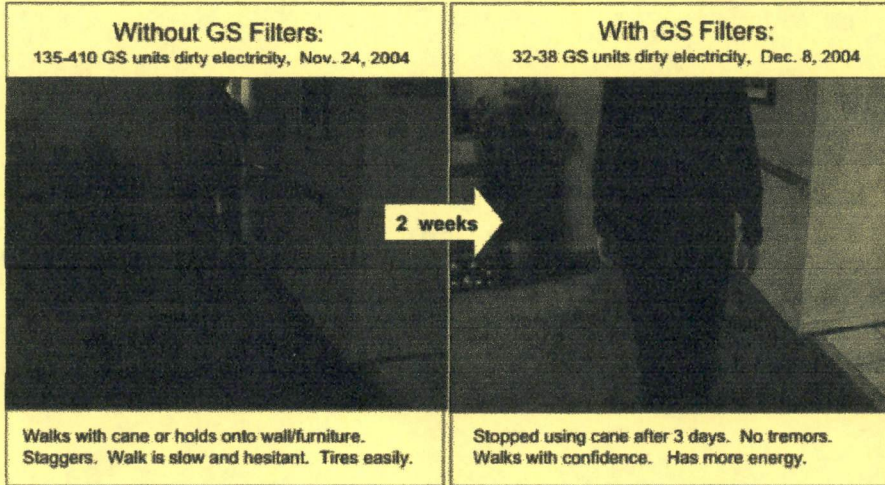 Without GS Filters:
135-410 GS units dirty electricity, Nov. 24, 2004
With GS Filters:
32-38 GS units dirty electricity, Dec. 8, 2004
2 weeks
Walks with cane or holds onto wall/furniture.
Staggers. Walk is slow and hesitant. Tires easily.
Stopped using cane after 3 days. No tremors.
Walks with confidence. Has more energy.